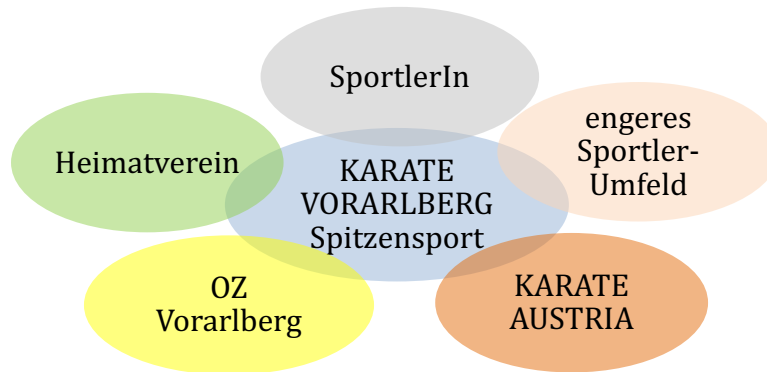 SportlerIn
Heimatverein
engeres
Sportler-
Umfeld
KARATE
VORARLBERG
Spitzensport
OZ
Vorarlberg
KARATE
AUSTRIA